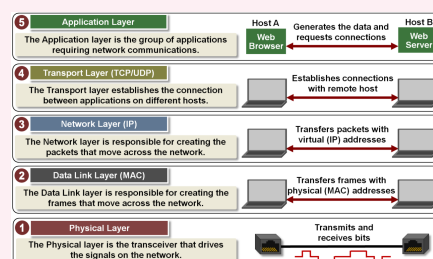 5 Application Layer
The Application layer is the group of applications
requiring network communications.
Host A
Web
Browser
Generates the data and
requests connections
Host B
Web
Server
4 Transport Layer (TCP/UDP)
The Transport layer establishes the connection
between applications on different hosts.
Establishes connections
with remote host
3 Network Layer (IP)
The Network layer is responsible for creating the
packets that move across the network.
Transfers packets with
virtual (IP) addresses
2 Data Link Layer (MAC)
The Data Link layer is responsible for creating the
frames that move across the network.
Transfers frames with
physical (MAC) addresses
1 Physical Layer
The Physical layer is the transceiver that drives
the signals on the network.
Transmits and
receives bits